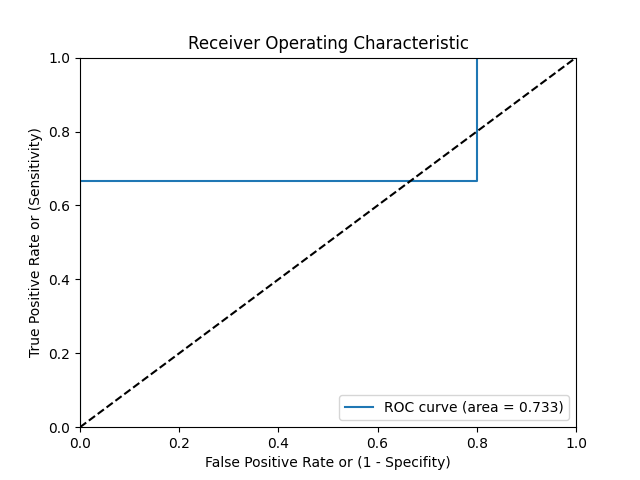 Receiver Operating Characteristic
1.0
0.8
0.6
0.4
0.2
0.0
True Positive Rate or (Sensitivity)
ROC curve (area = 0.733)
0.0 0.2 0.4 0.6 0.8 1.0
False Positive Rate or (1 - Specifity)